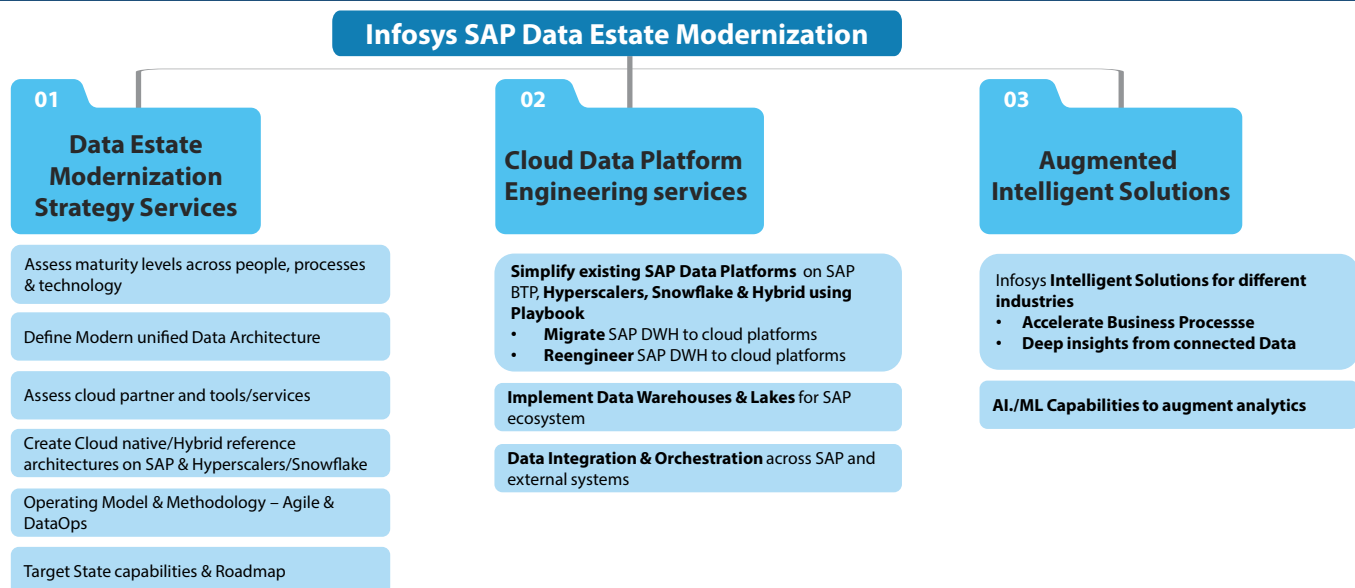 Infosys SAP Data Estate Modernization
01
Data Estate
Modernization
Strategy Services
Assess maturity levels across people, processes
& technology
Define Modern unified Data Architecture
Assess cloud partner and tools/services
Create Cloud native/Hybrid reference
architectures on SAP & Hyperscalers/Snowflake
Operating Model & Methodology – Agile &
DataOps
Target State capabilities & Roadmap
02
Cloud Data Platform
Engineering services
Simplify existing SAP Data Platforms on SAP
BTP, Hyperscalers, Snowflake & Hybrid using
Playbook
• Migrate SAP DWH to cloud platforms
• Reengineer SAP DWH to cloud platforms
Implement Data Warehouses & Lakes for SAP
ecosystem
Data Integration & Orchestration across SAP and
external systems
03
Augmented
Intelligent Solutions
Infosys Intelligent Solutions for different
industries
• Accelerate Business Processse
• Deep insights from connected Data
AI./ML Capabilities to augment analytics